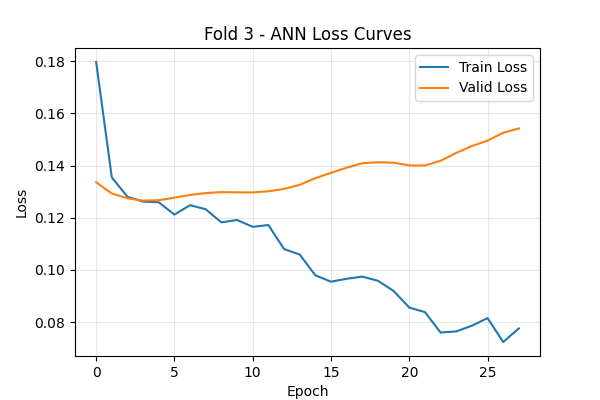 Fold 3 - ANN Loss Curves
Train Loss
Valid Loss
0.18
0.16
0.14
0.12
0.10
0.08
Loss
0 5 10 15 20 25
Epoch